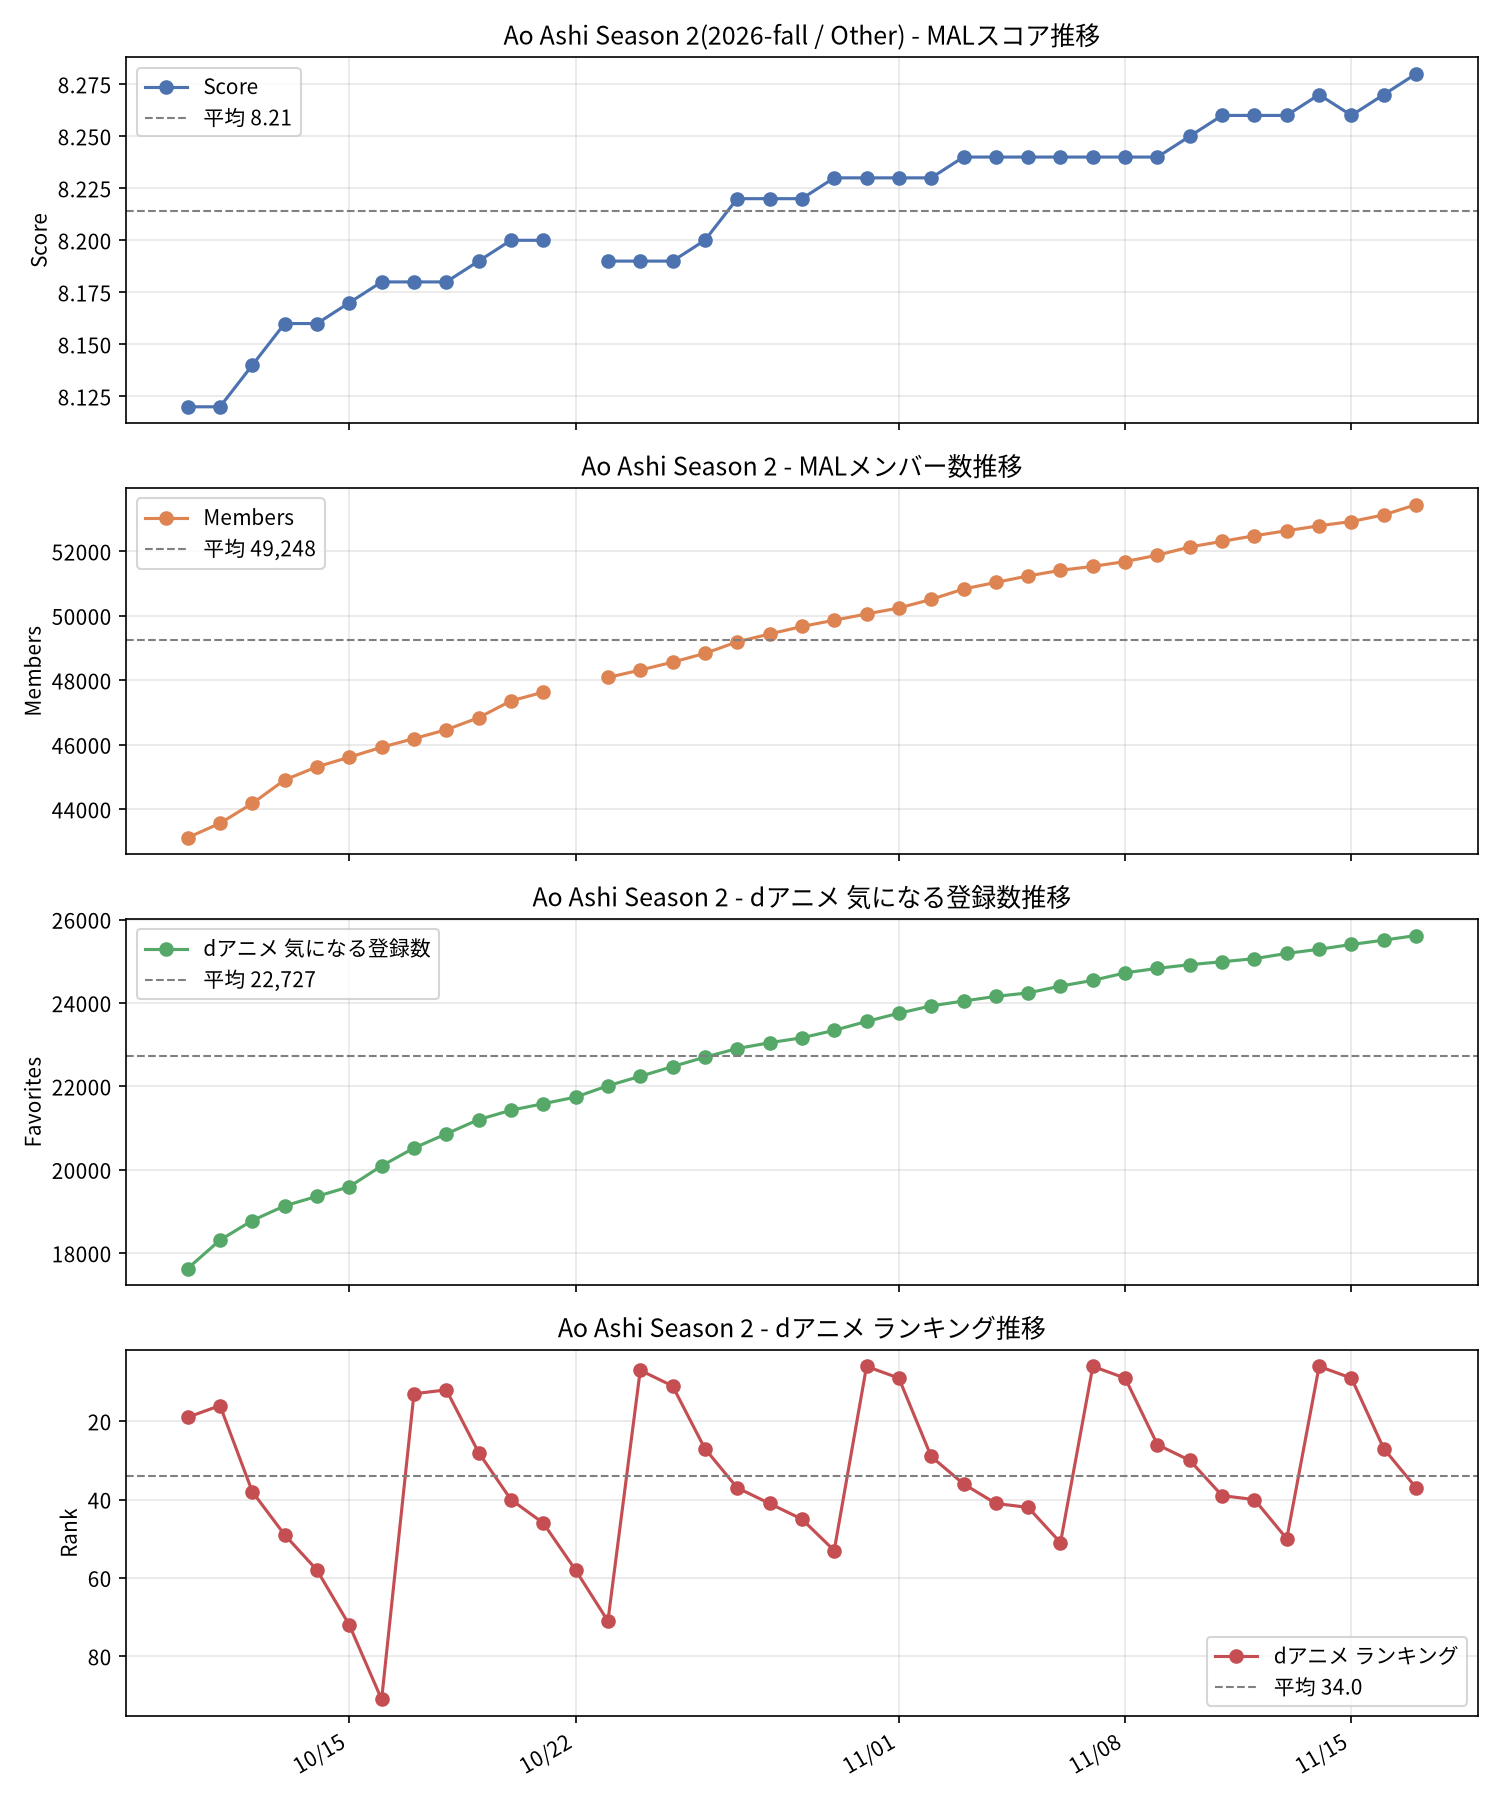 Ao Ashi Season 2(2026-fall / Other) - MALスコア推移
Score
平均 8.21
8.275
8.250
8.225
8.200
8.175
8.150
8.125
Score
Ao Ashi Season 2 - MALメンバー数推移
Members
平均 49,248
52000
50000
48000
46000
44000
Members
Ao Ashi Season 2 - dアニメ 気になる登録数推移
dアニメ 気になる登録数
平均 22,727
26000
24000
22000
20000
18000
Favorites
Ao Ashi Season 2 - dアニメ ランキング推移
20
40
60
80
Rank
dアニメ ランキング
平均 34.0
10/15
10/22
11/01
11/08
11/15